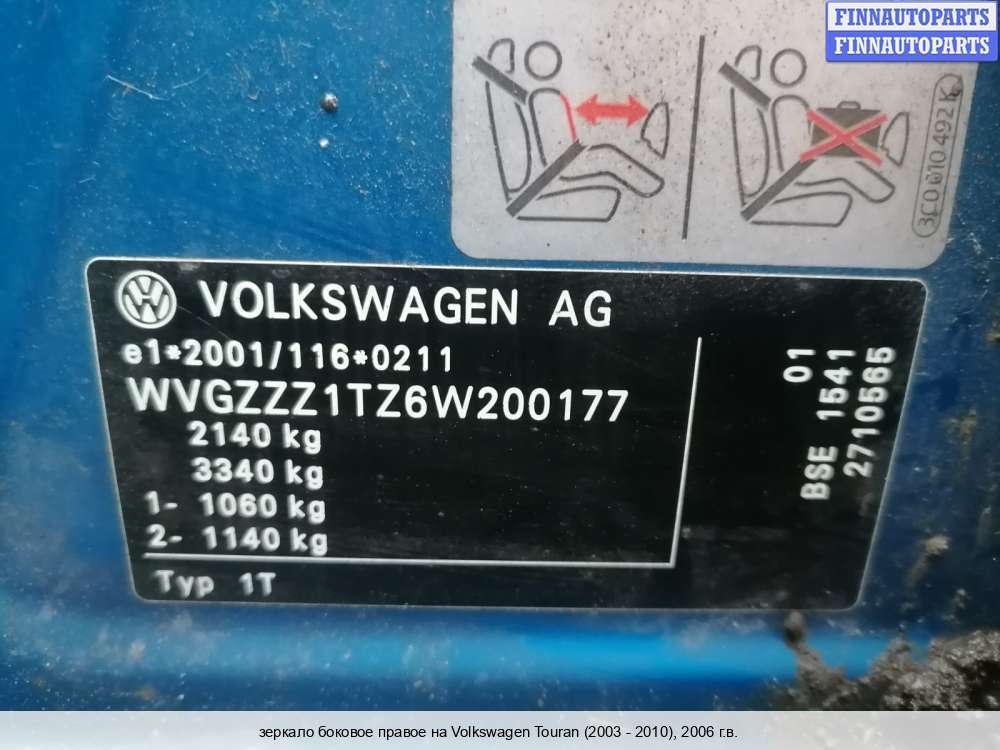 FINNAUTOPARTS
FINNAUTOPARTS
3C0 010 492 K
VOLKSWAGEN AG
e1*2001/116*0211
WVGZZZ1TZ6W200177
2140 kg
3340 kg
1- 1060 kg
2- 1140 kg
Typ 1T
01
BSE 1541
2710565
зеркало боковое правое на Volkswagen Touran (2003 - 2010), 2006 г.в.